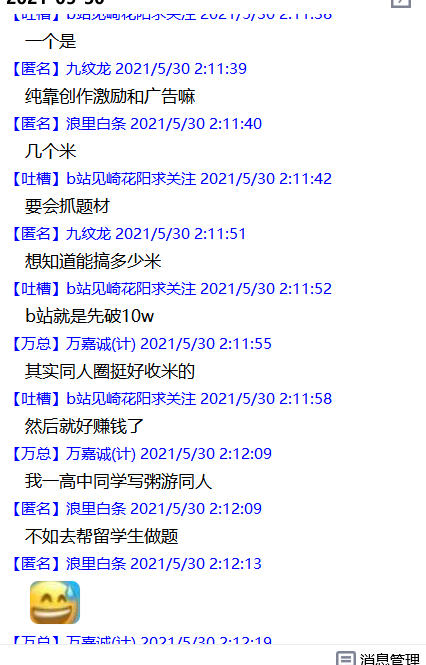 2021-05-30
【吐槽】b站见崎花阳求关注 2021/5/30 2:11:38
一个是
【匿名】九纹龙 2021/5/30 2:11:39
纯靠创作激励和广告嘛
【匿名】浪里白条 2021/5/30 2:11:40
几个米
【吐槽】b站见崎花阳求关注 2021/5/30 2:11:42
要会抓题材
【匿名】九纹龙 2021/5/30 2:11:51
想知道能搞多少米
【吐槽】b站见崎花阳求关注 2021/5/30 2:11:52
b站就是先破10w
【万总】万嘉诚(计) 2021/5/30 2:11:55
其实同人圈挺好收米的
【吐槽】b站见崎花阳求关注 2021/5/30 2:11:58
然后就好赚钱了
【万总】万嘉诚(计) 2021/5/30 2:12:09
我一高中同学写粥游同人
【匿名】浪里白条 2021/5/30 2:12:09
不如去帮留学生做题
【匿名】浪里白条 2021/5/30 2:12:13
【万总】万嘉诚(计) 2021/5/30 2:12:19
消息管理